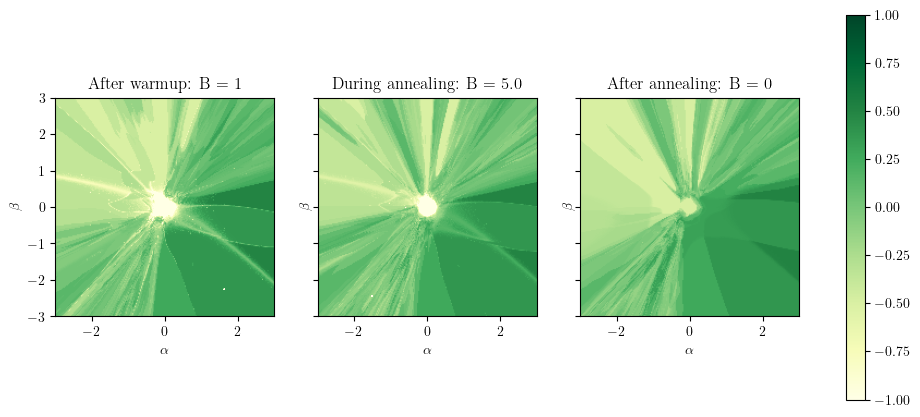 After warmup: B = 1
During annealing: B = 5.0
After annealing: B = 0
3
2
1
0
−1
−2
−3
β
−2
0
2
α
β
−2
0
2
α
β
−2
0
2
α
1.00
0.75
0.50
0.25
0.00
−0.25
−0.50
−0.75
−1.00